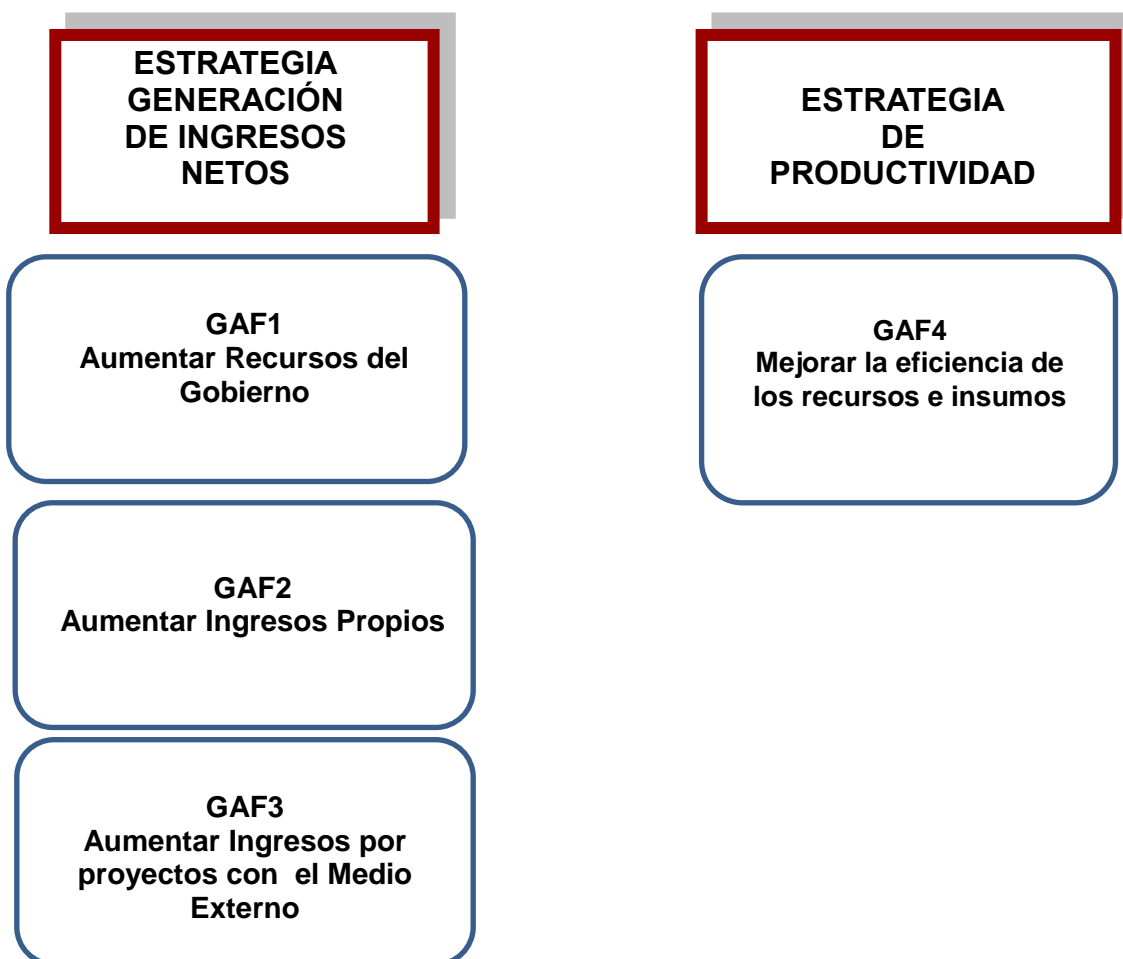 ESTRATEGIA
GENERACIÓN
DE INGRESOS
NETOS
GAF1
Aumentar Recursos del
Gobierno
GAF2
Aumentar Ingresos Propios
GAF3
Aumentar Ingresos por
proyectos con  el Medio
Externo
ESTRATEGIA
DE
PRODUCTIVIDAD
GAF4
Mejorar la eficiencia de
los recursos e insumos